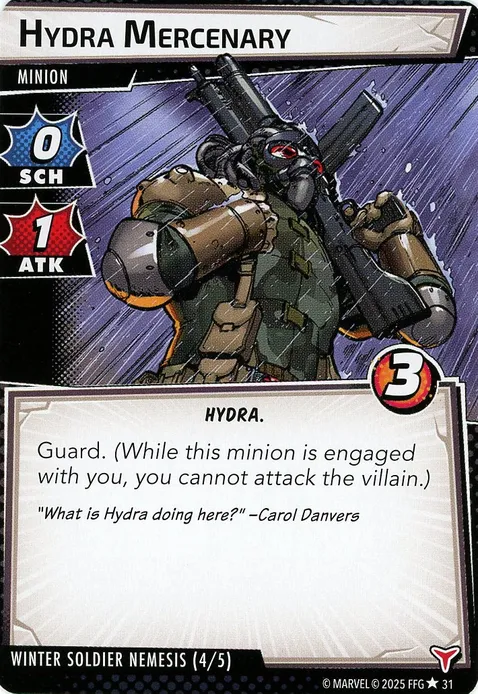 Hydra Mercenary
MINION
0
SCH
1
ATK
3
HYDRA.
Guard. (While this minion is engaged
with you, you cannot attack the villain.)
"What is Hydra doing here?" –Carol Danvers
WINTER SOLDIER NEMESIS (4/5)
© MARVEL © 2025 FFG ★ 31